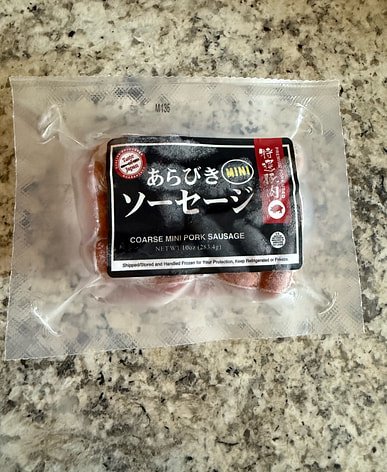 M436
あらびき
MINI
ソーセージ
COARSE MINI PORK SAUSAGE
NET WT. 10oz (283.4g)
Shipped/Stored and Handled Frozen for Your Protection, Keep Refrigerated or Frozen.